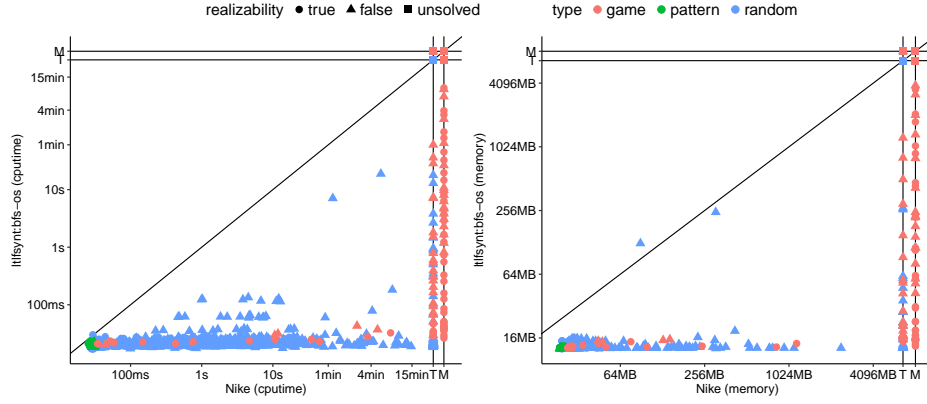 realizability true false unsolved type game pattern random
M
T
15min
4min
1min
10s
1s
100ms
ltlfsynt:bfs−os (cputime)
100ms 1s 10s 1min 4min 15min T M
Nike (cputime)
M
T
4096MB
1024MB
256MB
64MB
16MB
ltlfsynt:bfs−os (memory)
64MB 256MB 1024MB 4096MB T M
Nike (memory)